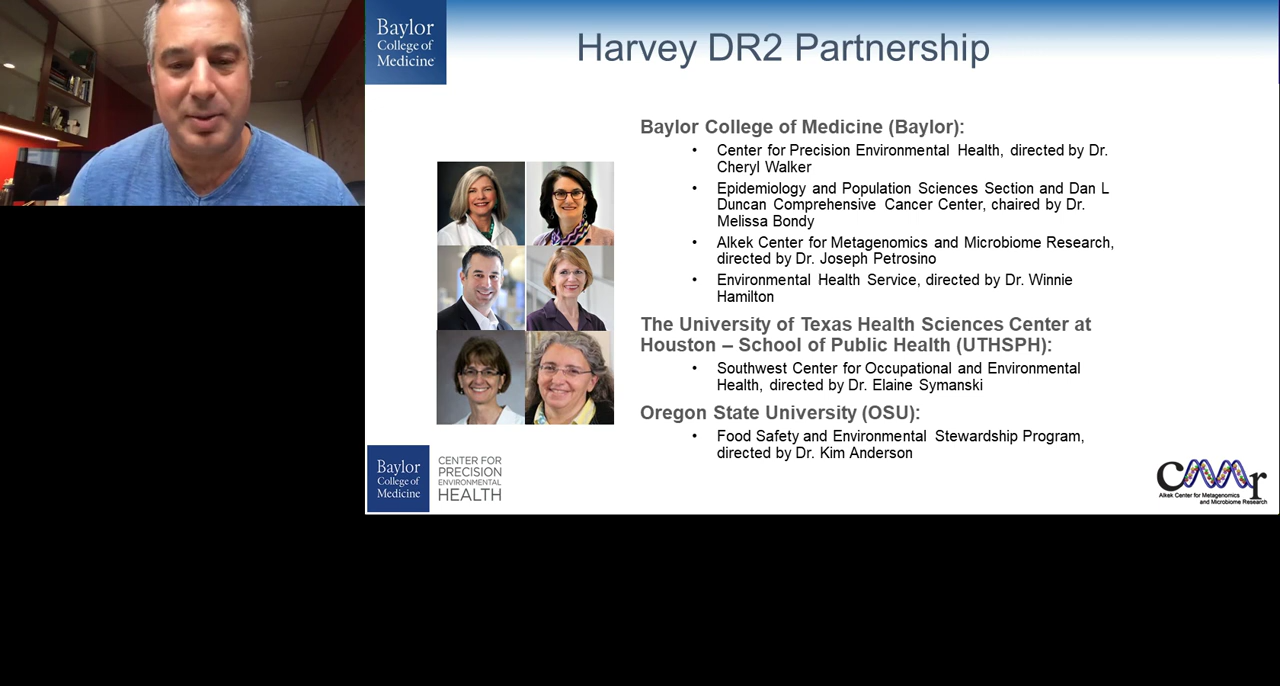 Baylor
College of
Medicine
Harvey DR2 Partnership
Baylor College of Medicine (Baylor):
• Center for Precision Environmental Health, directed by Dr.
Cheryl Walker
• Epidemiology and Population Sciences Section and Dan L
Duncan Comprehensive Cancer Center, chaired by Dr.
Melissa Bondy
• Alkek Center for Metagenomics and Microbiome Research,
directed by Dr. Joseph Petrosino
• Environmental Health Service, directed by Dr. Winnie
Hamilton
The University of Texas Health Sciences Center at
Houston – School of Public Health (UTHSPH):
• Southwest Center for Occupational and Environmental
Health, directed by Dr. Elaine Symanski
Oregon State University (OSU):
• Food Safety and Environmental Stewardship Program,
directed by Dr. Kim Anderson
Baylor
College of
Medicine
CENTER FOR
PRECISION
ENVIRONMENTAL
HEALTH
CMMr
Alkek Center for Metagenomics
and Microbiome Research